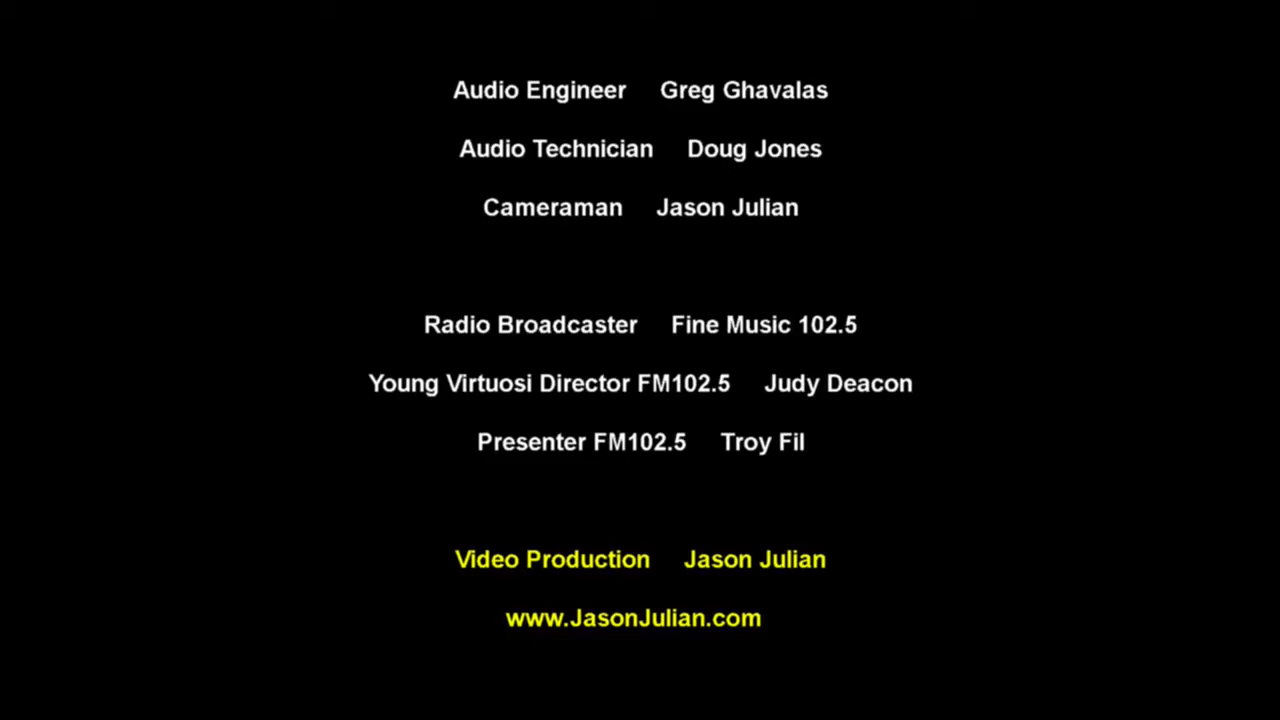 Audio Engineer Greg Ghavalas
Audio Technician Doug Jones
Cameraman Jason Julian
Radio Broadcaster Fine Music 102.5
Young Virtuosi Director FM102.5 Judy Deacon
Presenter FM102.5 Troy Fil
Video Production Jason Julian
www.JasonJulian.com